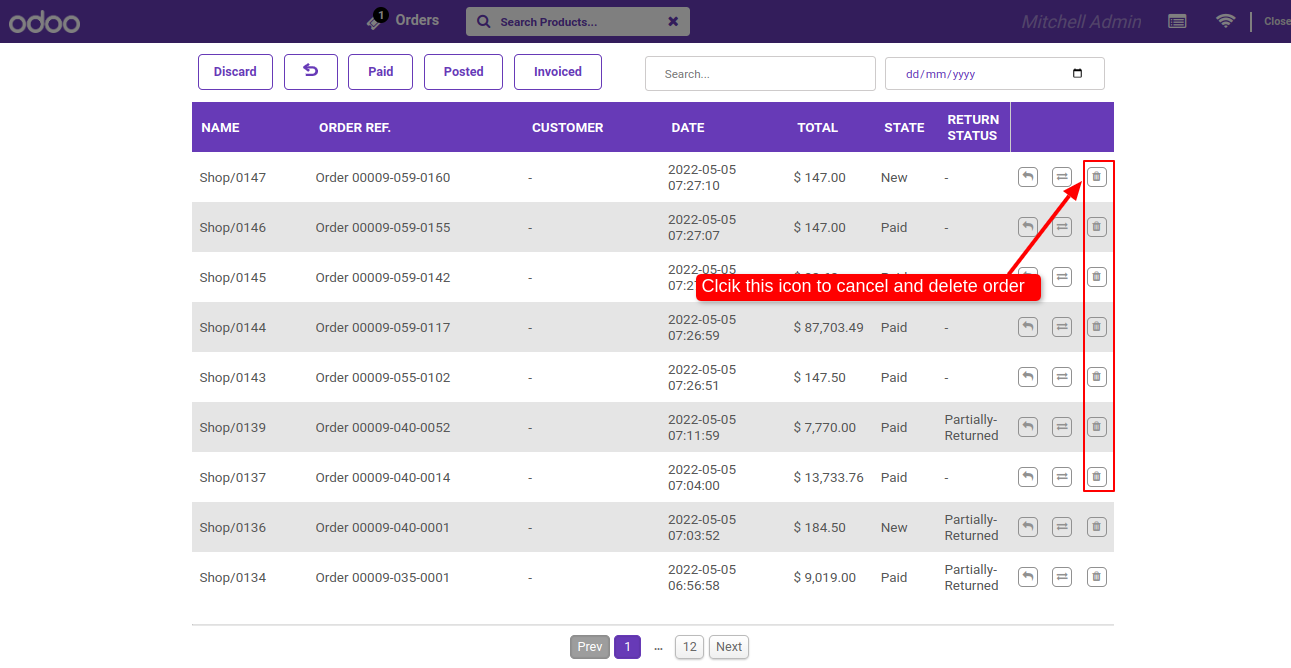 odoo 1 Orders Search Products... Mitchell Admin Close
Discard Paid Posted Invoiced Search... dd/mm/yyyy
NAME ORDER REF. CUSTOMER DATE TOTAL STATE RETURN
STATUS
Shop/0147 Order 00009-059-0160 - 2022-05-05 $ 147.00 New -
07:27:10
Shop/0146 Order 00009-059-0155 - 2022-05-05 $ 147.00 Paid -
07:27:07
Shop/0145 Order 00009-059-0142 - 2022-05-05
07:2
Clcik this icon to cancel and delete order
Shop/0144 Order 00009-059-0117 - 2022-05-05 $ 87,703.49 Paid -
07:26:59
Shop/0143 Order 00009-055-0102 - 2022-05-05 $ 147.50 Paid -
07:26:51
Shop/0139 Order 00009-040-0052 - 2022-05-05 $ 7,770.00 Paid Partially-
07:11:59 Returned
Shop/0137 Order 00009-040-0014 - 2022-05-05 $ 13,733.76 Paid -
07:04:00
Shop/0136 Order 00009-040-0001 - 2022-05-05 $ 184.50 New Partially-
07:03:52 Returned
Shop/0134 Order 00009-035-0001 - 2022-05-05 $ 9,019.00 Paid Partially-
06:56:58 Returned
Prev 1 ... 12 Next